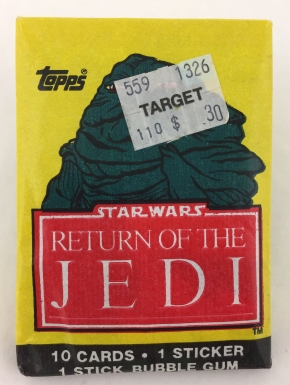 topps®
559 1326
TARGET
110 $ .30
STAR WARS
RETURN OF THE
JEDI
TM
10 CARDS • 1 STICKER
1 STICK BUBBLE GUM